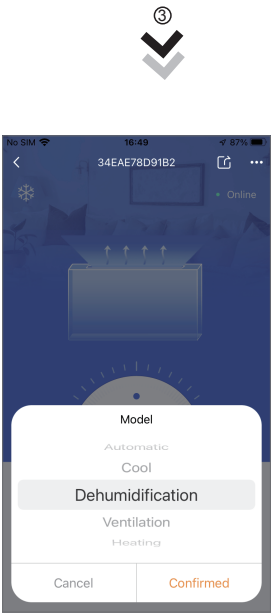 ③
No SIM 16:49 87%
34EAE78D91B2
Online
Model
Automatic
Cool
Dehumidification
Ventilation
Heating
Cancel Confirmed